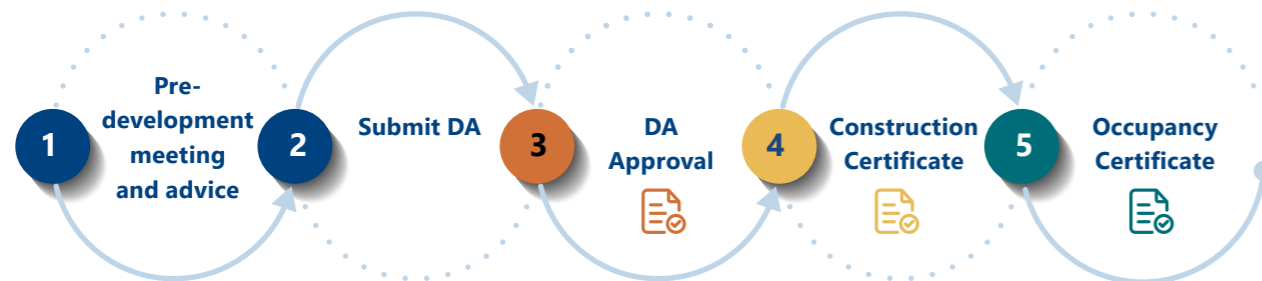 1
Pre-
development
meeting
and advice
2
Submit DA
3
DA
Approval
4
Construction
Certificate
5
Occupancy
Certificate